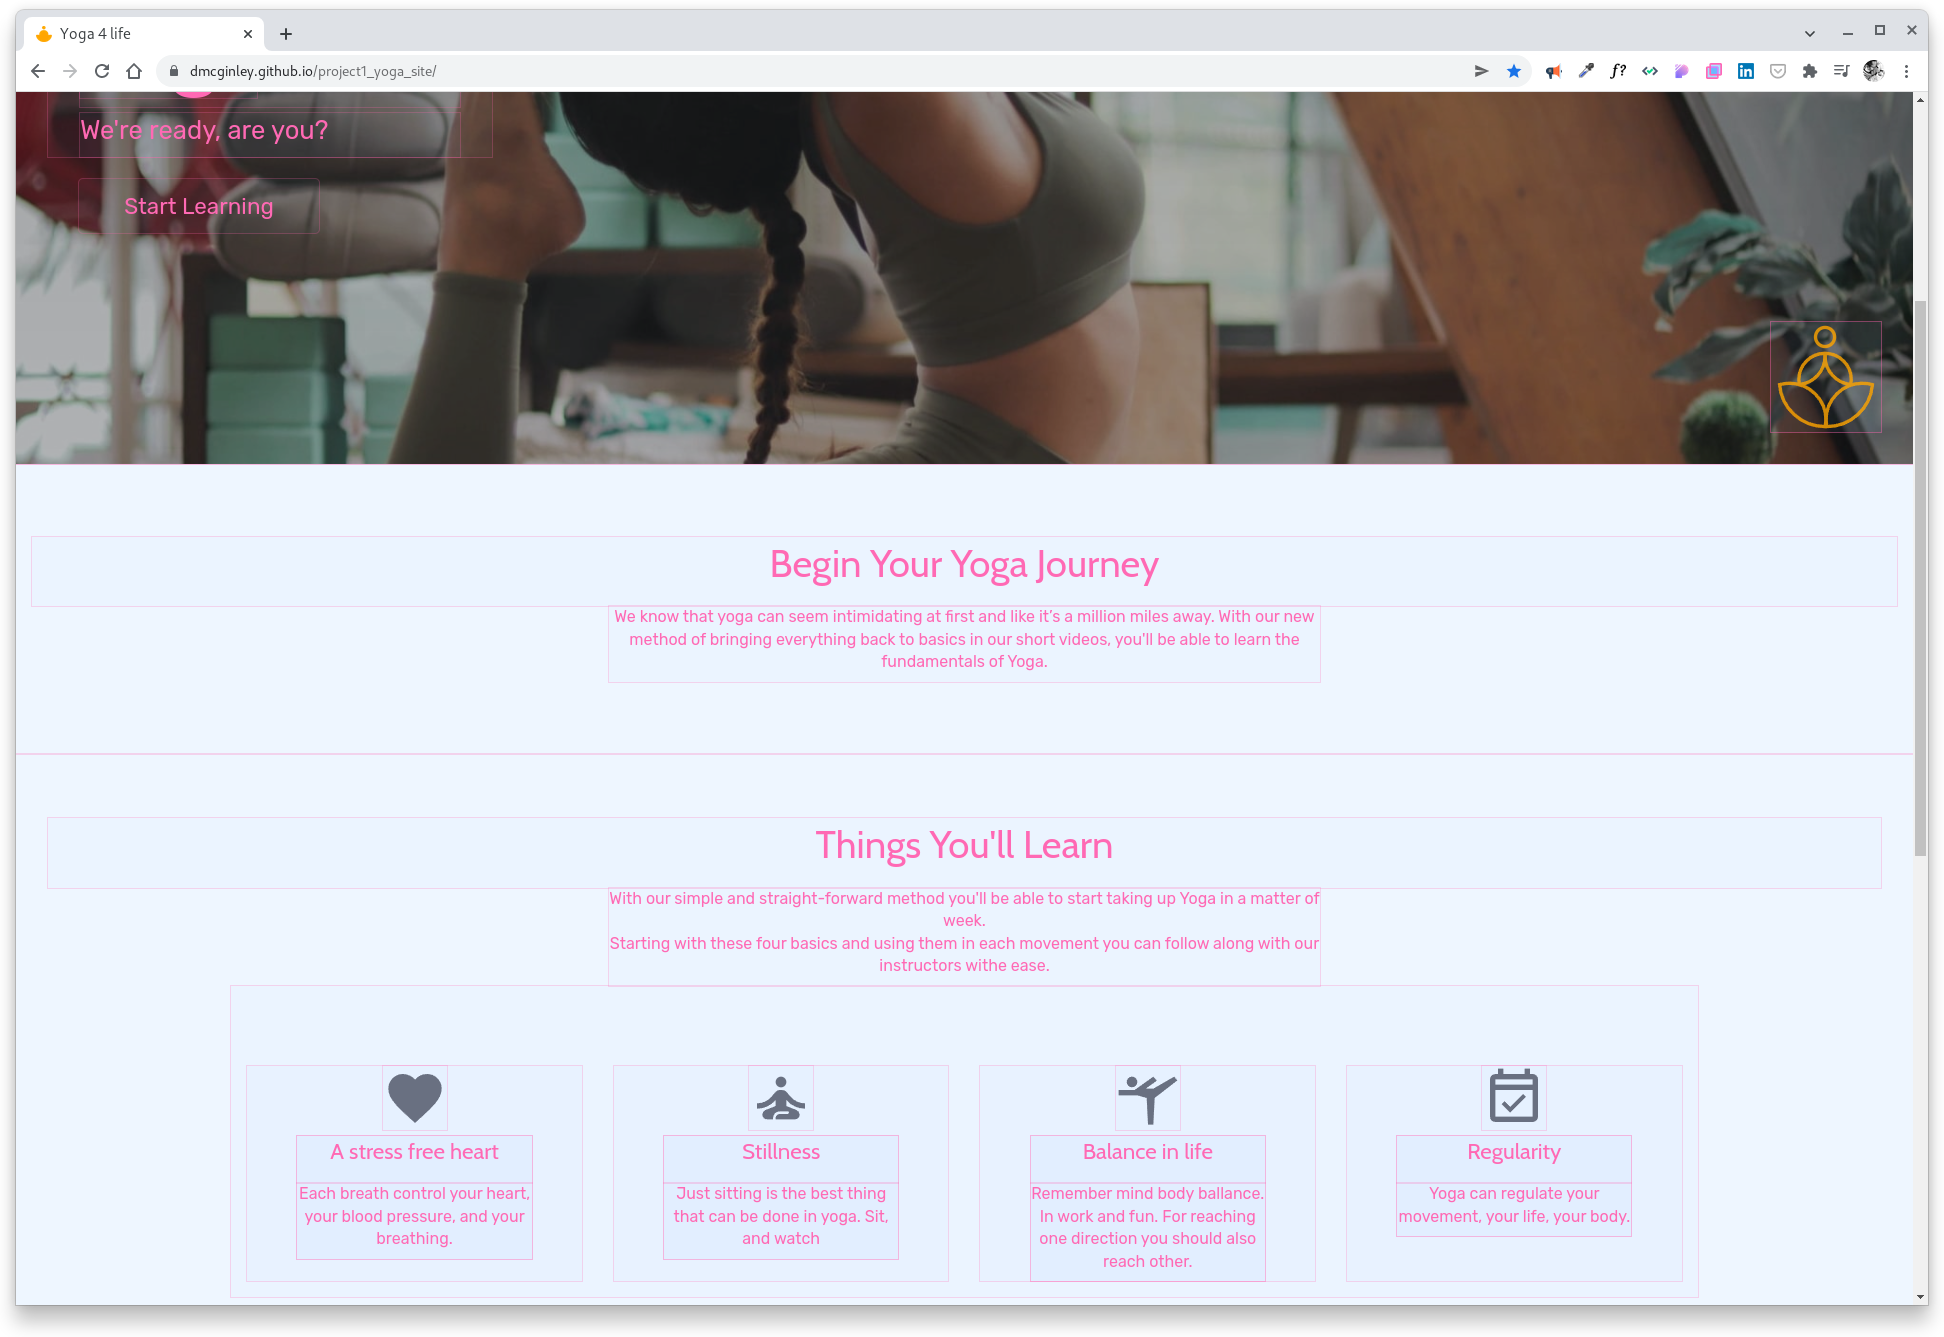 Yoga 4 life
dmcginley.github.io/project1_yoga_site/
f?
in
We're ready, are you?
Start Learning
Begin Your Yoga Journey
We know that yoga can seem intimidating at first and like it's a million miles away. With our new
method of bringing everything back to basics in our short videos, you'll be able to learn the
fundamentals of Yoga.
Things You'll Learn
With our simple and straight-forward method you'll be able to start taking up Yoga in a matter of
week.
Starting with these four basics and using them in each movement you can follow along with our
instructors withe ease.
A stress free heart
Each breath control your heart,
your blood pressure, and your
breathing.
Stillness
Just sitting is the best thing
that can be done in yoga. Sit,
and watch
Balance in life
Remember mind body ballance.
In work and fun. For reaching
one direction you should also
reach other.
Regularity
Yoga can regulate your
movement, your life, your body.